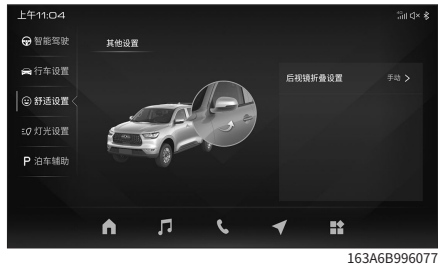 上午11:04
智能驾驶
其他设置
行车设置
后视镜折叠设置 手动 >
舒适设置
灯光设置
P 泊车辅助
163A6B996077